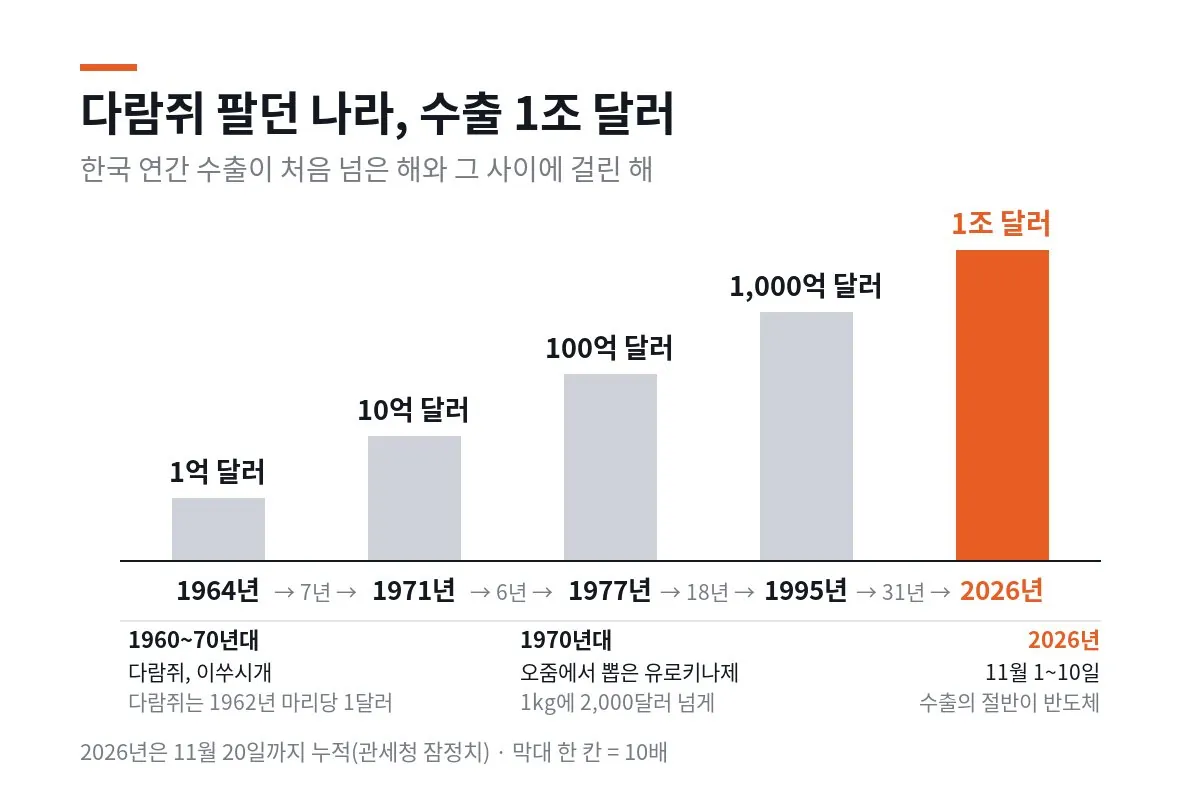 다람쥐 팔던 나라, 수출 1조 달러
한국 연간 수출이 처음 넘은 해와 그 사이에 걸린 해
1조 달러
1,000억 달러
100억 달러
10억 달러
1억 달러
1964년 → 7년 → 1971년 → 6년 → 1977년 → 18년 → 1995년 → 31년 → 2026년
1960~70년대
다람쥐, 이쑤시개
다람쥐는 1962년 마리당 1달러
1970년대
오줌에서 뽑은 유로키나제
1kg에 2,000달러 넘게
2026년
11월 1~10일
수출의 절반이 반도체
2026년은 11월 20일까지 누적(관세청 잠정치) · 막대 한 칸 = 10배